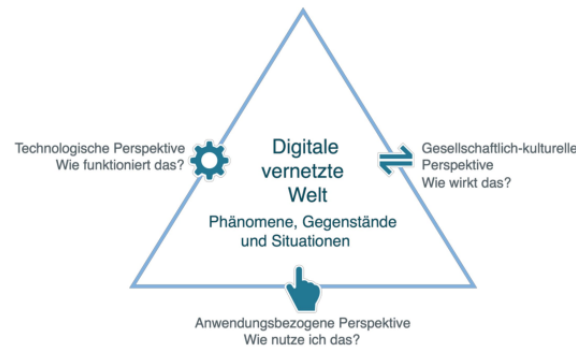 Technologische Perspektive
Wie funktioniert das?
Digitale
vernetzte
Welt
Phänomene, Gegenstände
und Situationen
Gesellschaftlich-kulturelle
Perspektive
Wie wirkt das?
Anwendungsbezogene Perspektive
Wie nutze ich das?